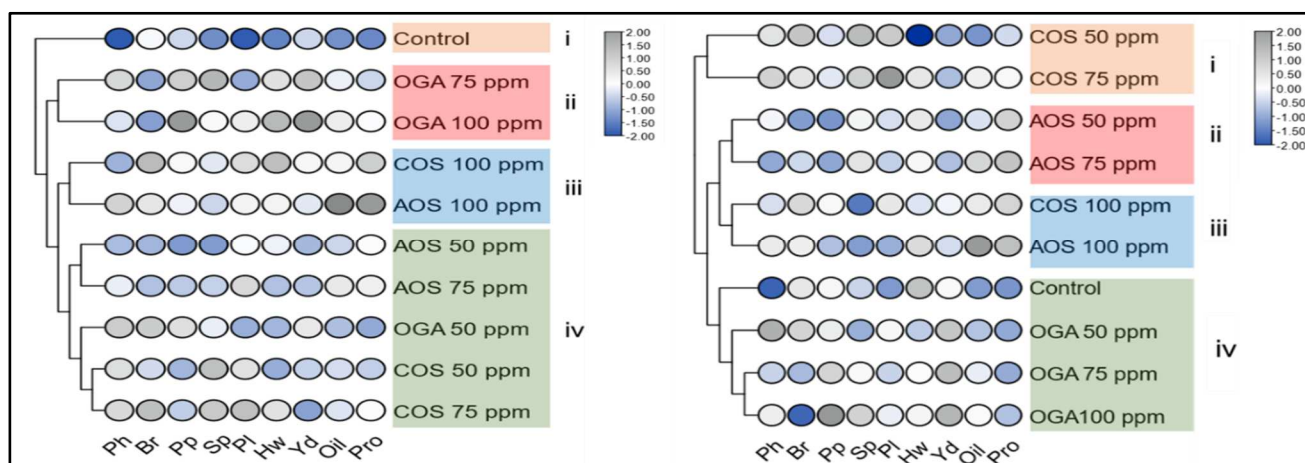 Control
i
OGA 75 ppm
OGA 100 ppm
ii
COS 100 ppm
AOS 100 ppm
iii
AOS 50 ppm
AOS 75 ppm
OGA 50 ppm
COS 50 ppm
COS 75 ppm
iv
Ph Br Pp Sp Pl Hw Yd Oil Pro
2.00
1.50
1.00
0.50
0.00
-0.50
-1.00
-1.50
-2.00
COS 50 ppm
COS 75 ppm
i
AOS 50 ppm
AOS 75 ppm
ii
COS 100 ppm
AOS 100 ppm
iii
Control
OGA 50 ppm
OGA 75 ppm
OGA100 ppm
iv
Ph Br Pp Sp Pl Hw Yd Oil Pro
2.00
1.50
1.00
0.50
0.00
-0.50
-1.00
-1.50
-2.00